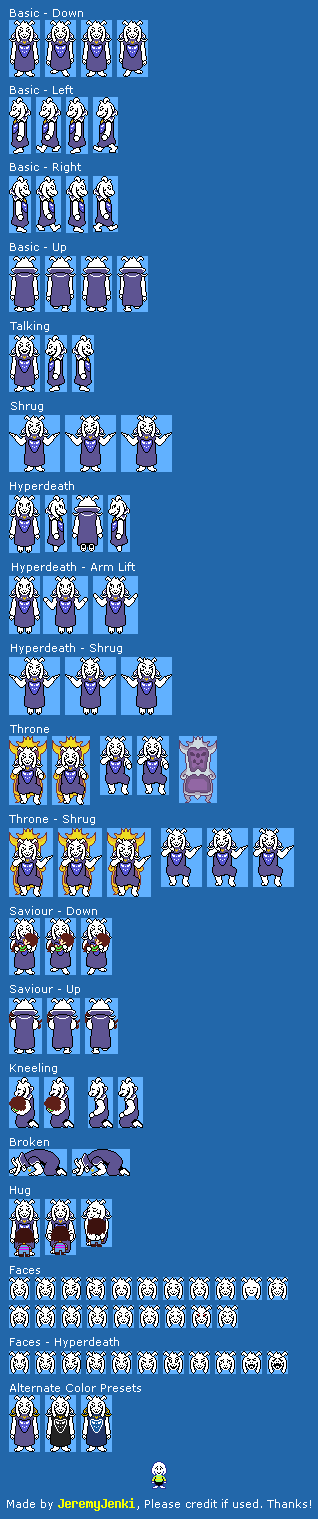 Basic - Down
Basic - Left
Basic - Right
Basic - Up
Talking
Shrug
Hyperdeath
Hyperdeath - Arm Lift
Hyperdeath - Shrug
Throne
Throne - Shrug
Saviour - Down
Saviour - Up
Kneeling
Broken
Hug
Faces
Faces - Hyperdeath
Alternate Color Presets
Made by JeremyJenki, Please credit if used. Thanks!